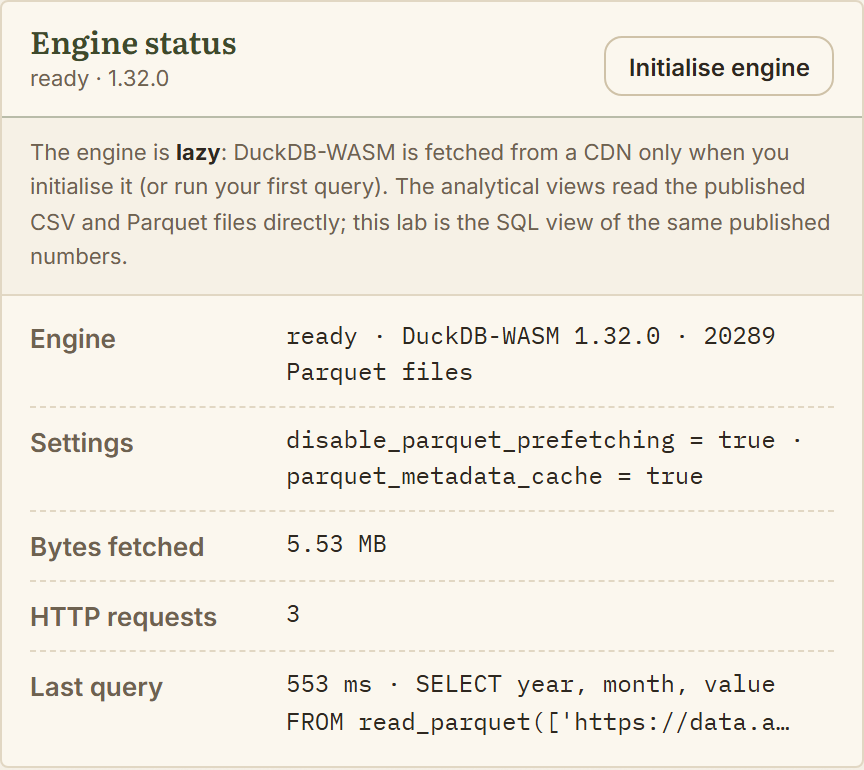 Engine status
ready · 1.32.0
Initialise engine
The engine is lazy: DuckDB-WASM is fetched from a CDN only when you
initialise it (or run your first query). The analytical views read the published
CSV and Parquet files directly; this lab is the SQL view of the same published
numbers.
Engine
ready · DuckDB-WASM 1.32.0 · 20289
Parquet files
Settings
disable_parquet_prefetching = true ·
parquet_metadata_cache = true
Bytes fetched
5.53 MB
HTTP requests
3
Last query
553 ms · SELECT year, month, value
FROM read_parquet(['https://data.a…